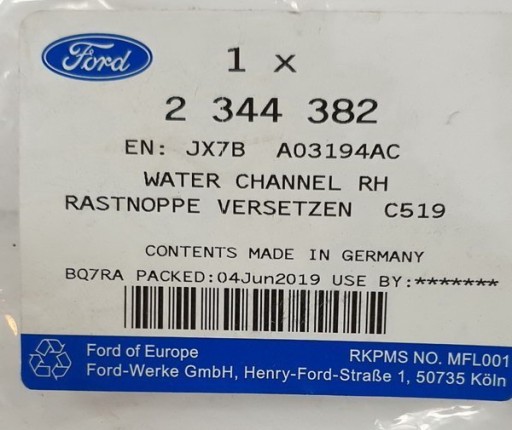 Ford
1 x
2 344 382
EN: JX7B A03194AC
WATER CHANNEL RH
RASTNOPPE VERSETZEN C519
CONTENTS MADE IN GERMANY
BQ7RA PACKED:04Jun2019 USE BY:*******
Ford of Europe RKPMS NO. MFL001
Ford-Werke GmbH, Henry-Ford-Straße 1, 50735 Köln